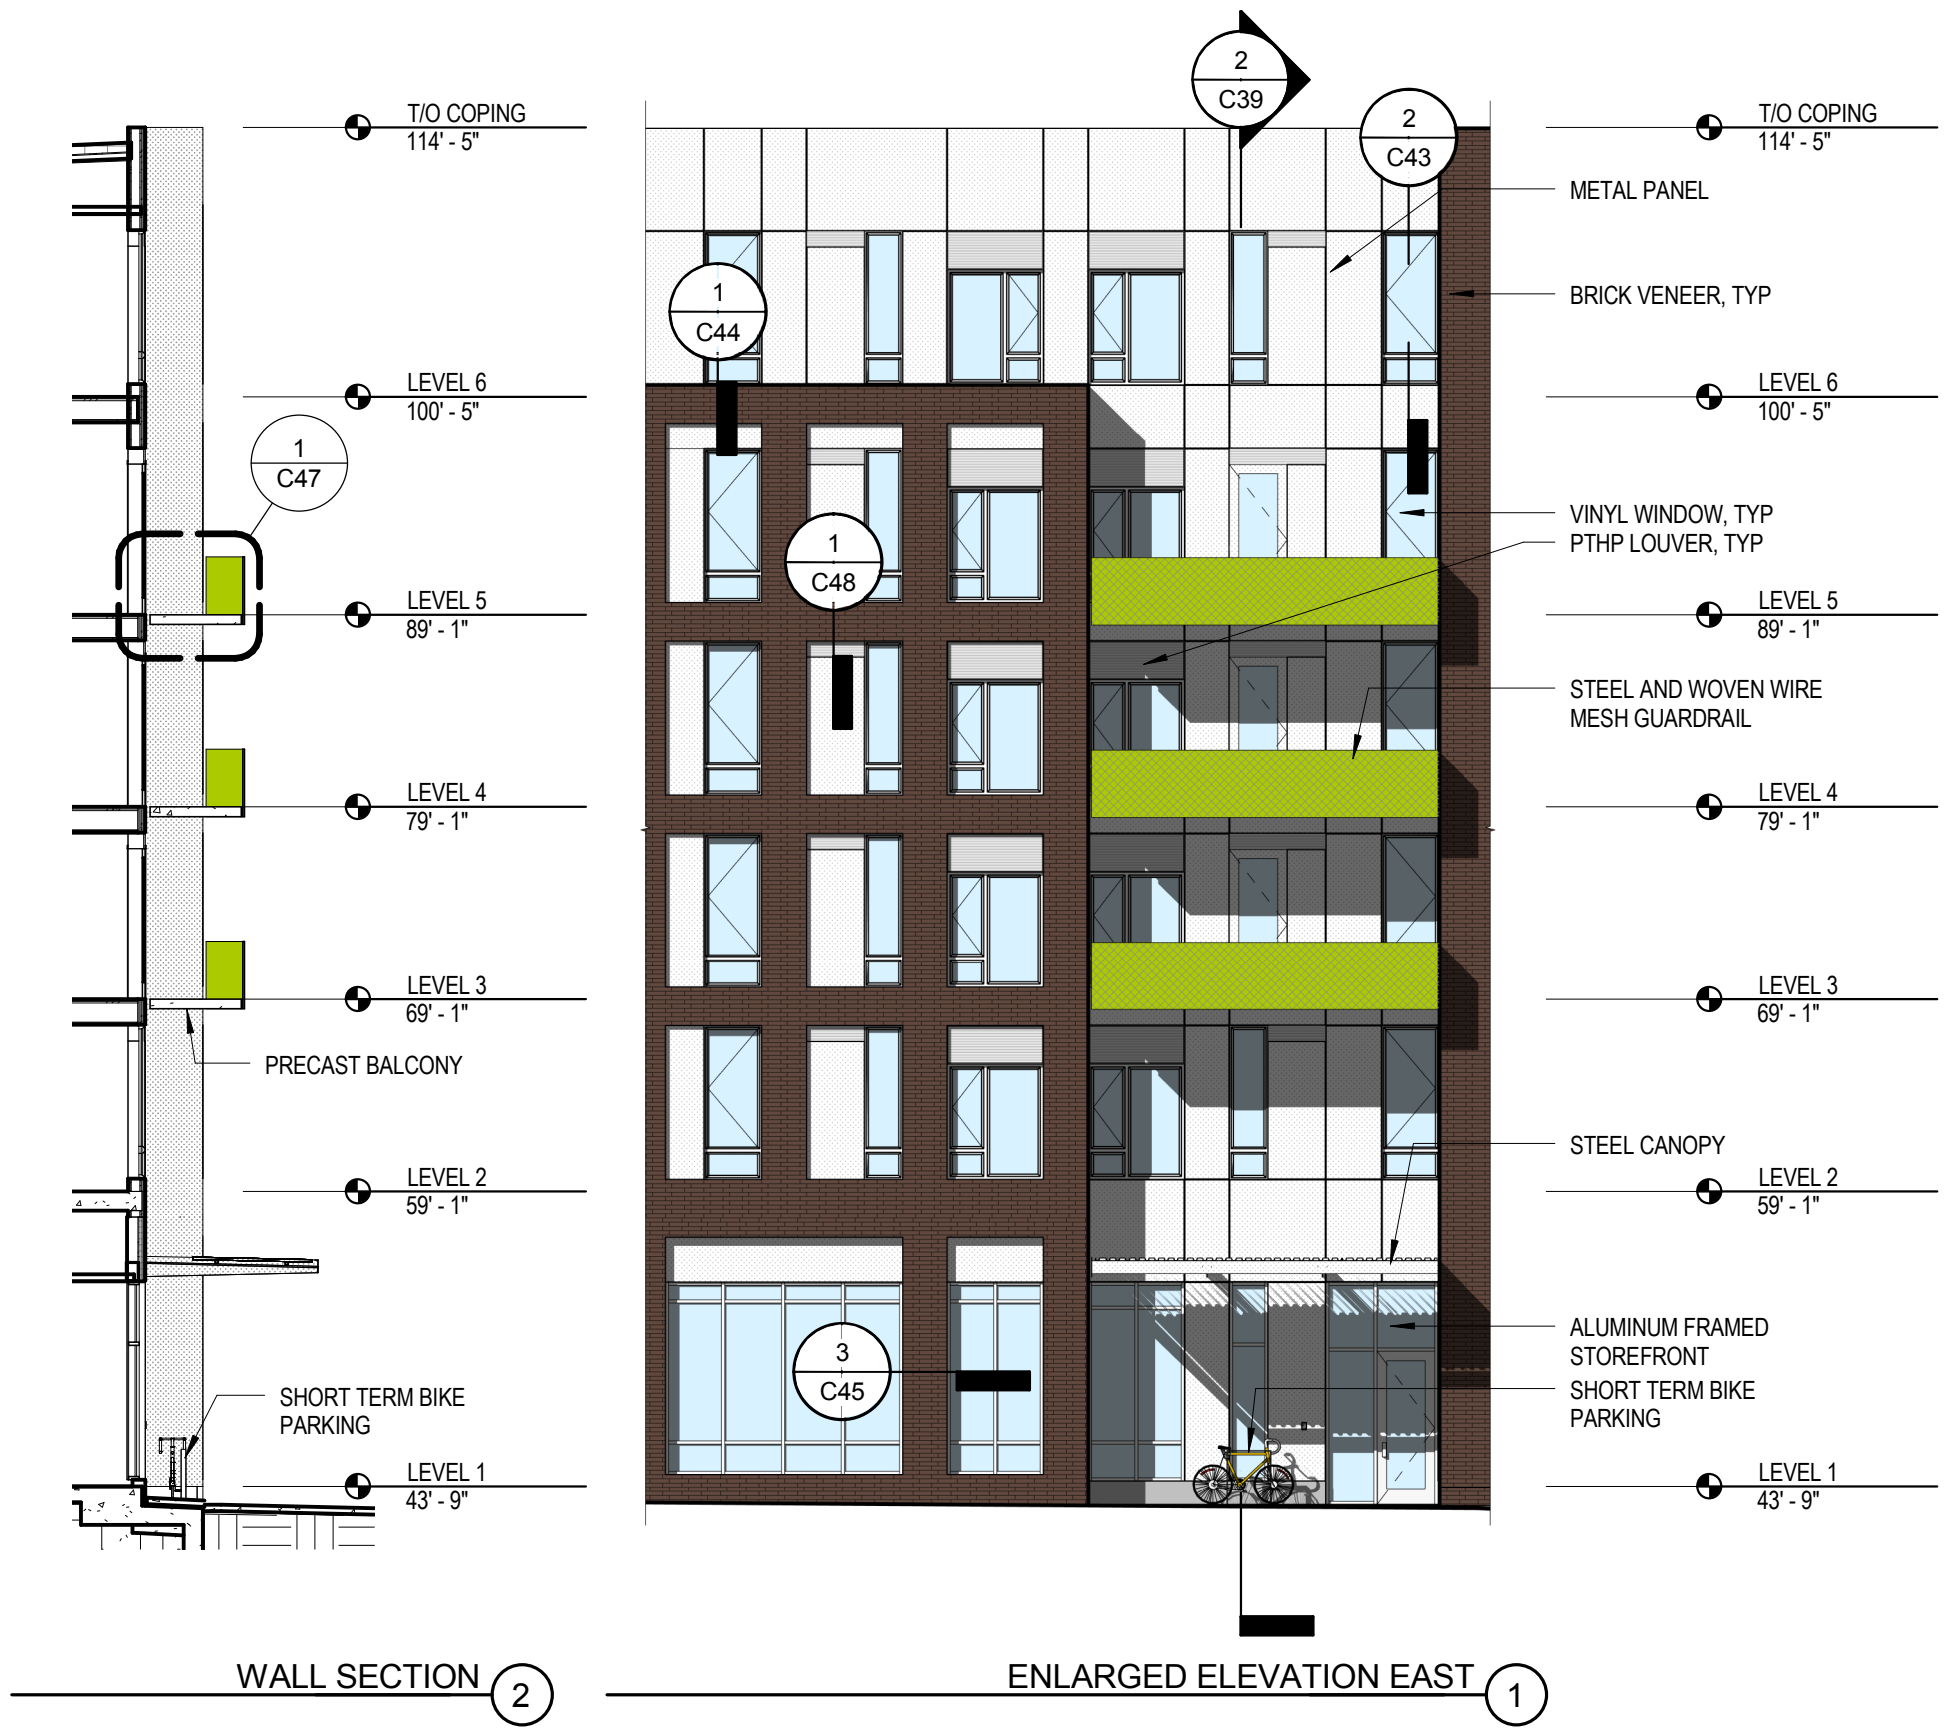 T/O COPING
114' - 5"
LEVEL 6
100' - 5"
1
C47
LEVEL 5
89' - 1"
LEVEL 4
79' - 1"
LEVEL 3
69' - 1"
PRECAST BALCONY
LEVEL 2
59' - 1"
SHORT TERM BIKE
PARKING
LEVEL 1
43' - 9"
WALL SECTION
2
2
C39
2
C43
1
C44
1
C48
3
C45
T/O COPING
114' - 5"
METAL PANEL
BRICK VENEER, TYP
LEVEL 6
100' - 5"
VINYL WINDOW, TYP
PTHP LOUVER, TYP
LEVEL 5
89' - 1"
STEEL AND WOVEN WIRE
MESH GUARDRAIL
LEVEL 4
79' - 1"
LEVEL 3
69' - 1"
STEEL CANOPY
LEVEL 2
59' - 1"
ALUMINUM FRAMED
STOREFRONT
SHORT TERM BIKE
PARKING
LEVEL 1
43' - 9"
ENLARGED ELEVATION EAST
1